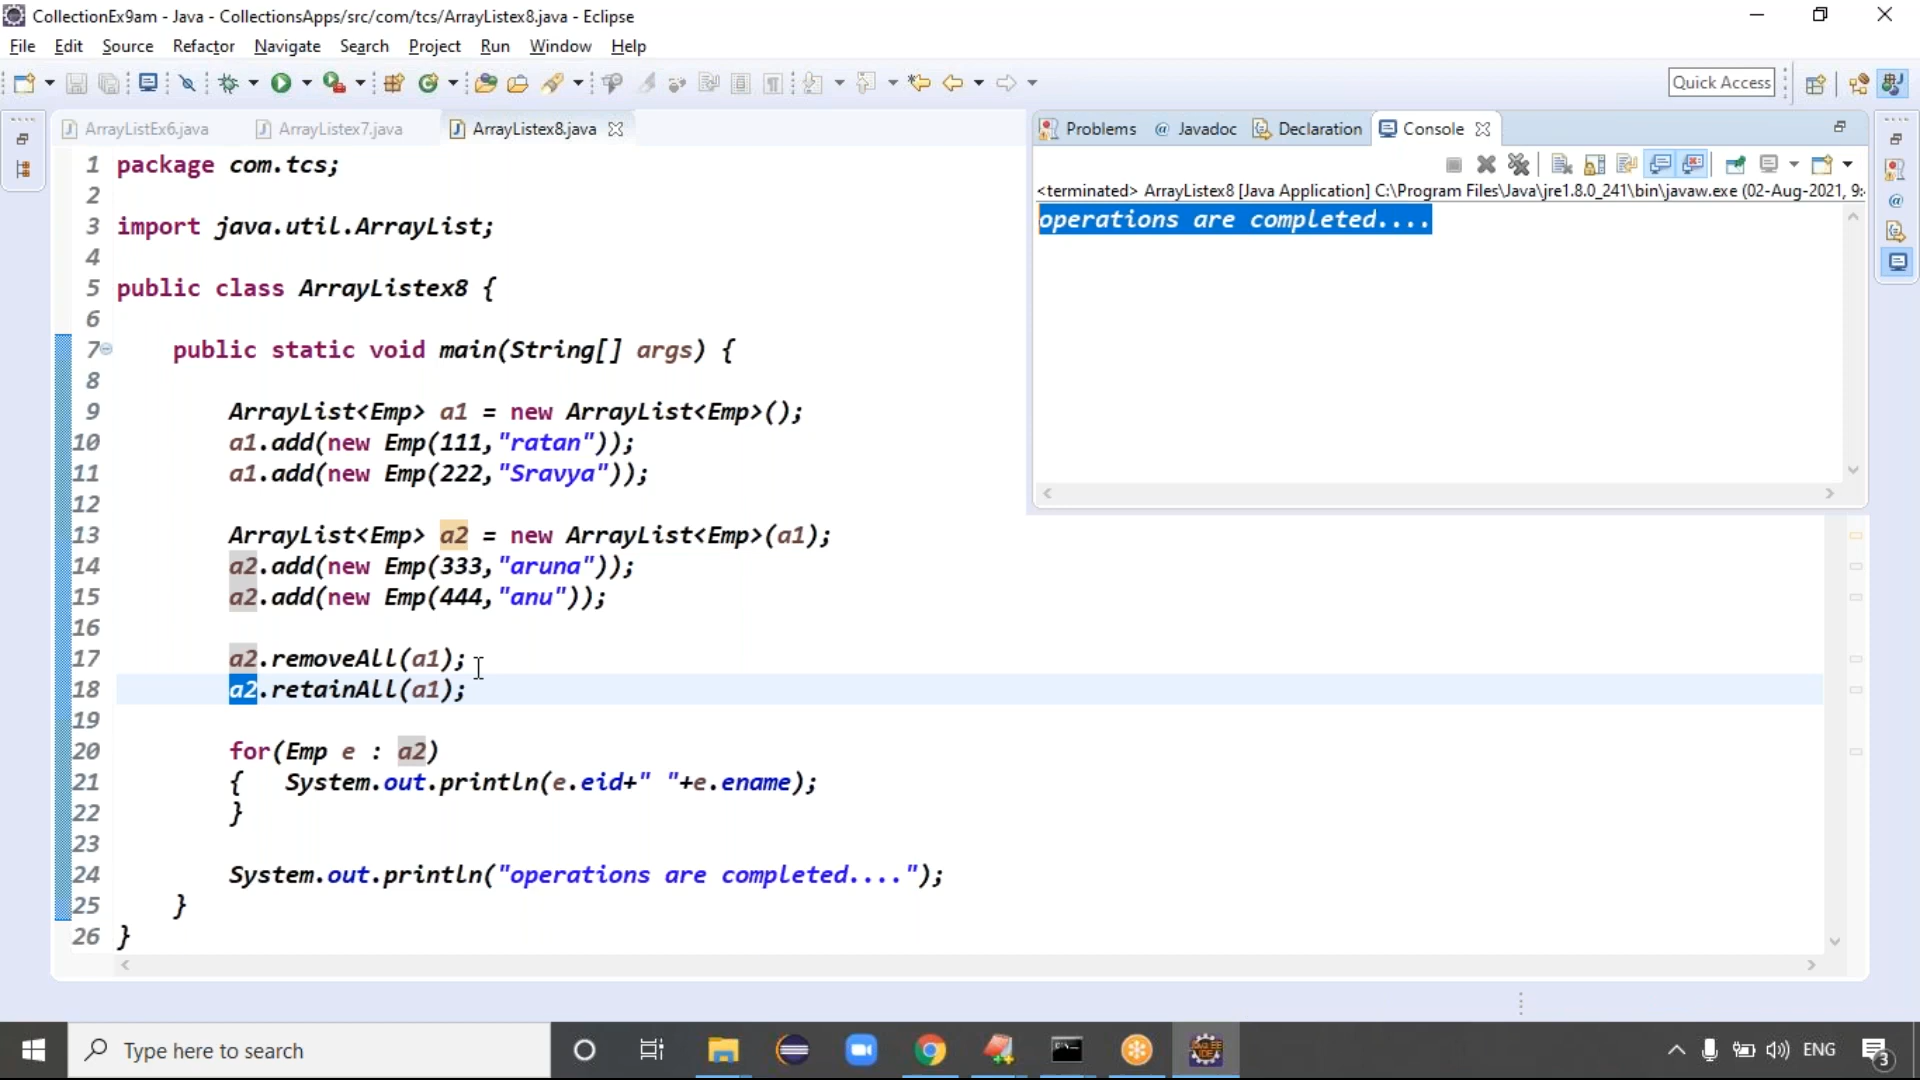 CollectionEx9am - Java - CollectionsApps/src/com/tcs/ArrayListex8.java - Eclipse
File Edit Source Refactor Navigate Search Project Run Window Help
Quick Access
ArrayListEx6.java ArrayListex7.java ArrayListex8.java
Problems @ Javadoc Declaration Console
<terminated> ArrayListex8 [Java Application] C:\Program Files\Java\jre1.8.0_241\bin\javaw.exe (02-Aug-2021, 9:
operations are completed....
1 package com.tcs;
2
3 import java.util.ArrayList;
4
5 public class ArrayListex8 {
6
7 public static void main(String[] args) {
8
9 ArrayList<Emp> a1 = new ArrayList<Emp>();
10 a1.add(new Emp(111,"ratan"));
11 a1.add(new Emp(222,"Sravya"));
12
13 ArrayList<Emp> a2 = new ArrayList<Emp>(a1);
14 a2.add(new Emp(333,"aruna"));
15 a2.add(new Emp(444,"anu"));
16
17 a2.removeAll(a1);
18 a2.retainAll(a1);
19
20 for(Emp e : a2)
21 { System.out.println(e.eid+" "+e.ename);
22 }
23
24 System.out.println("operations are completed....");
25 }
26 }
Type here to search
ENG
3